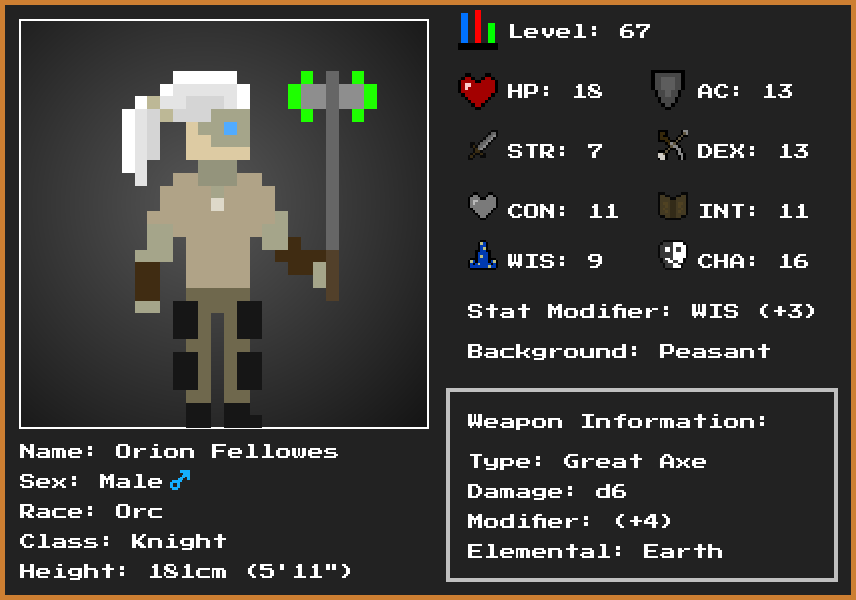 Level: 67
HP: 18 AC: 13
STR: 7 DEX: 13
CON: 11 INT: 11
WIS: 9 CHA: 16
Stat Modifier: WIS (+3)
Background: Peasant
Weapon Information:
Type: Great Axe
Damage: d6
Modifier: (+4)
Elemental: Earth
Name: Orion Fellowes
Sex: Male ♂
Race: Orc
Class: Knight
Height: 181cm (5'11")